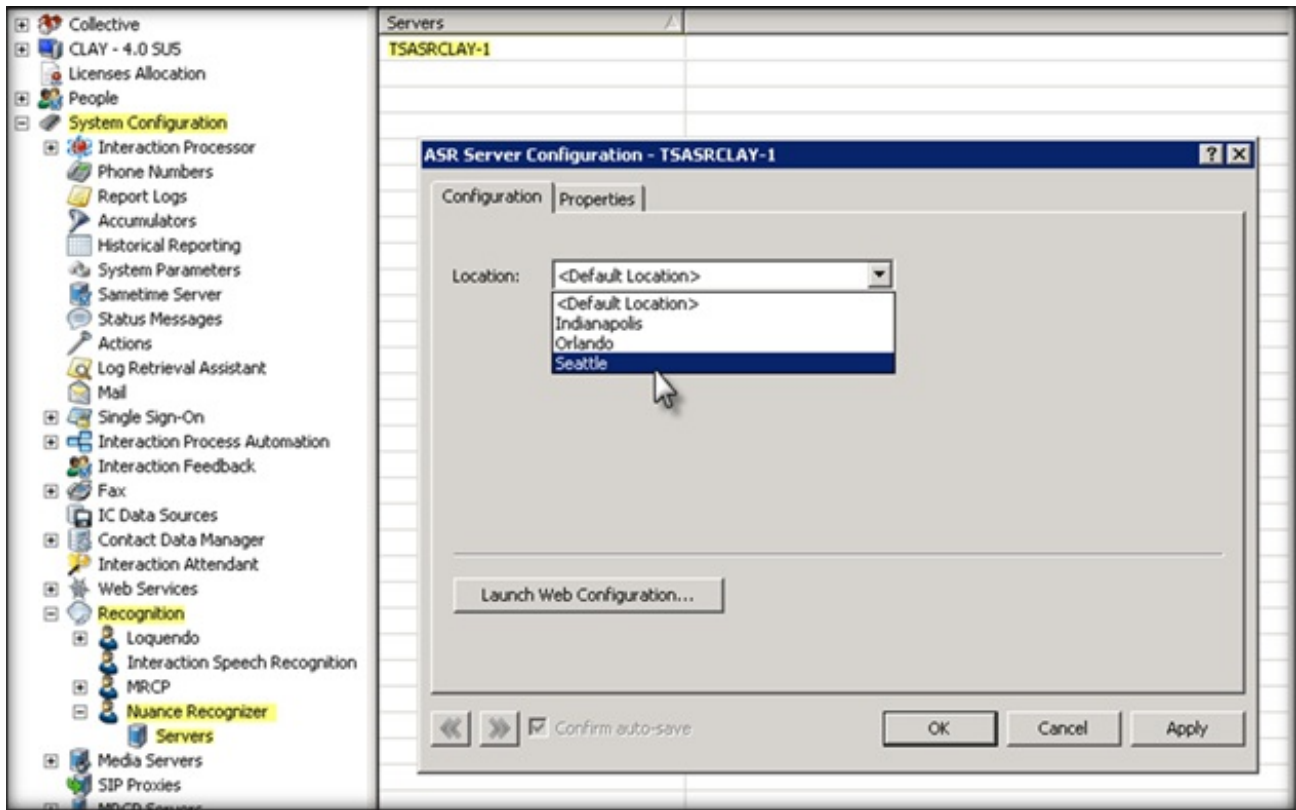 Collective
CLAY - 4.0 SU5
Licenses Allocation
People
System Configuration
Interaction Processor
Phone Numbers
Report Logs
Accumulators
Historical Reporting
System Parameters
Sametime Server
Status Messages
Actions
Log Retrieval Assistant
Mail
Single Sign-On
Interaction Process Automation
Interaction Feedback
Fax
IC Data Sources
Contact Data Manager
Interaction Attendant
Web Services
Recognition
Loquendo
Interaction Speech Recognition
MRCP
Nuance Recognizer
Servers
Media Servers
SIP Proxies
MRCP Servers
Servers
TSASRCLAY-1
ASR Server Configuration - TSASRCLAY-1
Configuration
Properties
Location:
<Default Location>
<Default Location>
Indianapolis
Orlando
Seattle
Launch Web Configuration...
Confirm auto-save
OK
Cancel
Apply